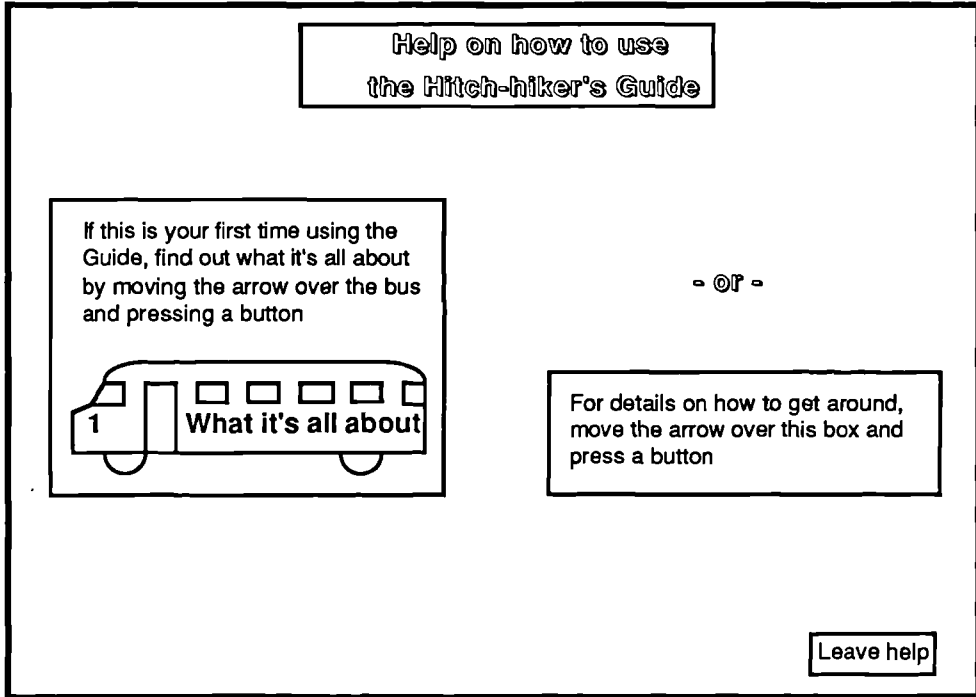 Help on how to use
the Hitch-hiker's Guide
If this is your first time using the
Guide, find out what it's all about
by moving the arrow over the bus
and pressing a button
1 What it's all about
- or -
For details on how to get around,
move the arrow over this box and
press a button
Leave help